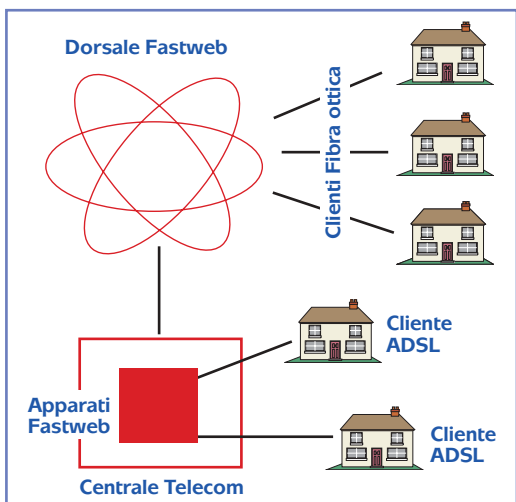 Dorsale Fastweb
Clienti Fibra ottica
Cliente
ADSL
Apparati
Fastweb
Cliente
ADSL
Centrale Telecom